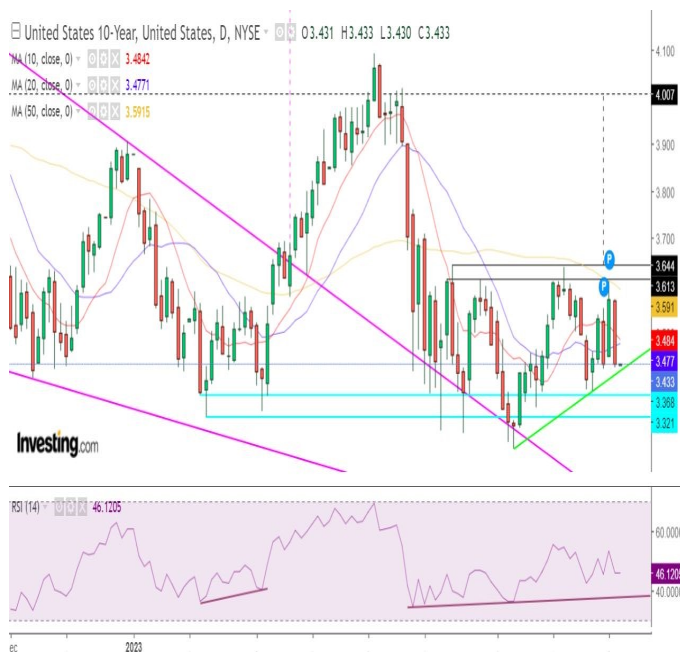 United States 10-Year, United States, D, NYSE O3.431 H3.433 L3.430 C3.433
MA (10, close, 0) 3.4842
MA (20, close, 0) 3.4771
MA (50, close, 0) 3.5915
4.100
4.007
3.900
3.800
3.700
3.644
3.613
3.591
3.484
3.477
3.433
3.368
3.321
P
P
Investing.com
RSI (14) 46.1205
60.0000
46.1205
40.0000
ec 2023